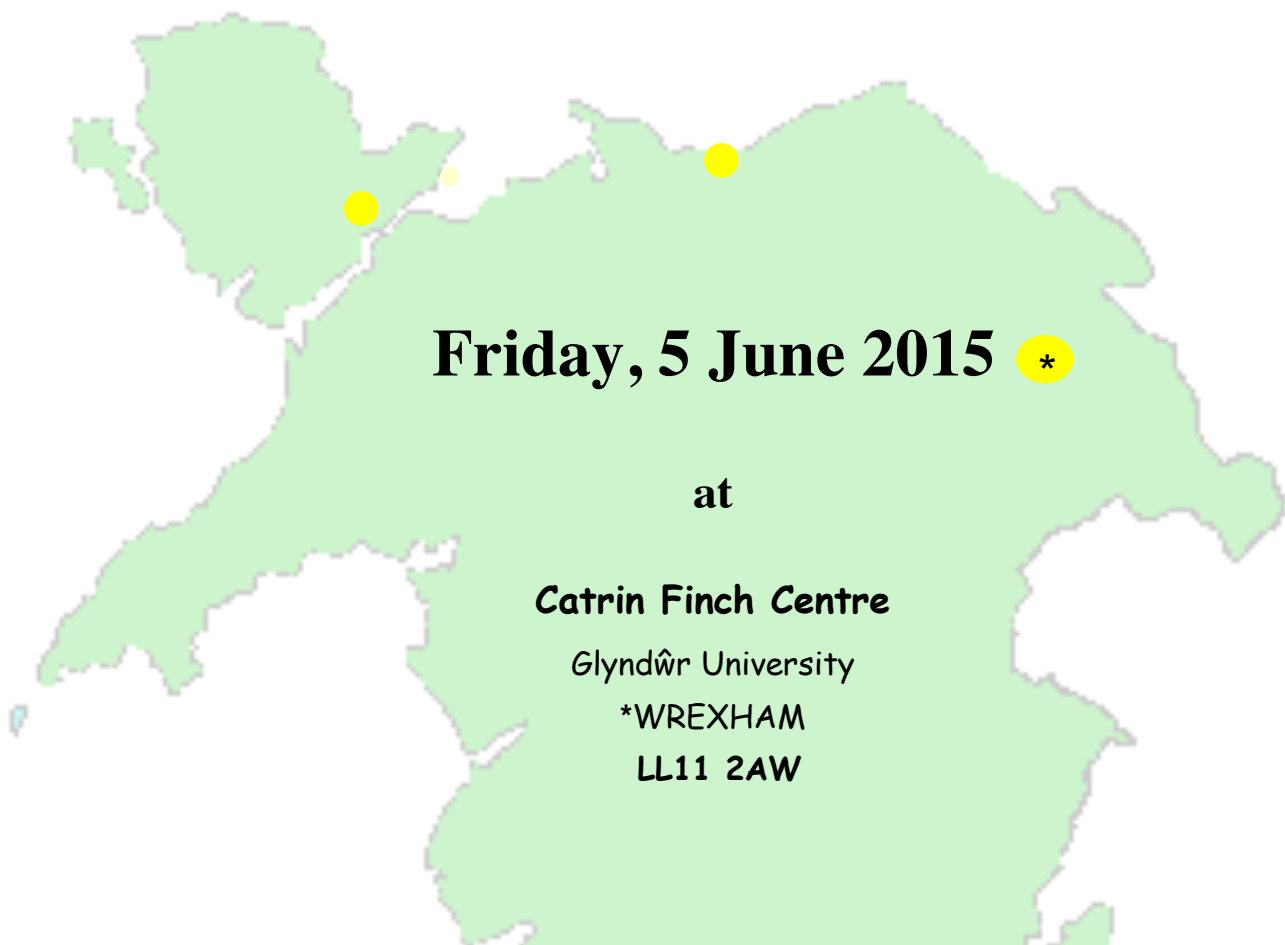 Friday, 5 June 2015 *
at
Catrin Finch Centre
Glyndŵr University
*WREXHAM
LL11 2AW